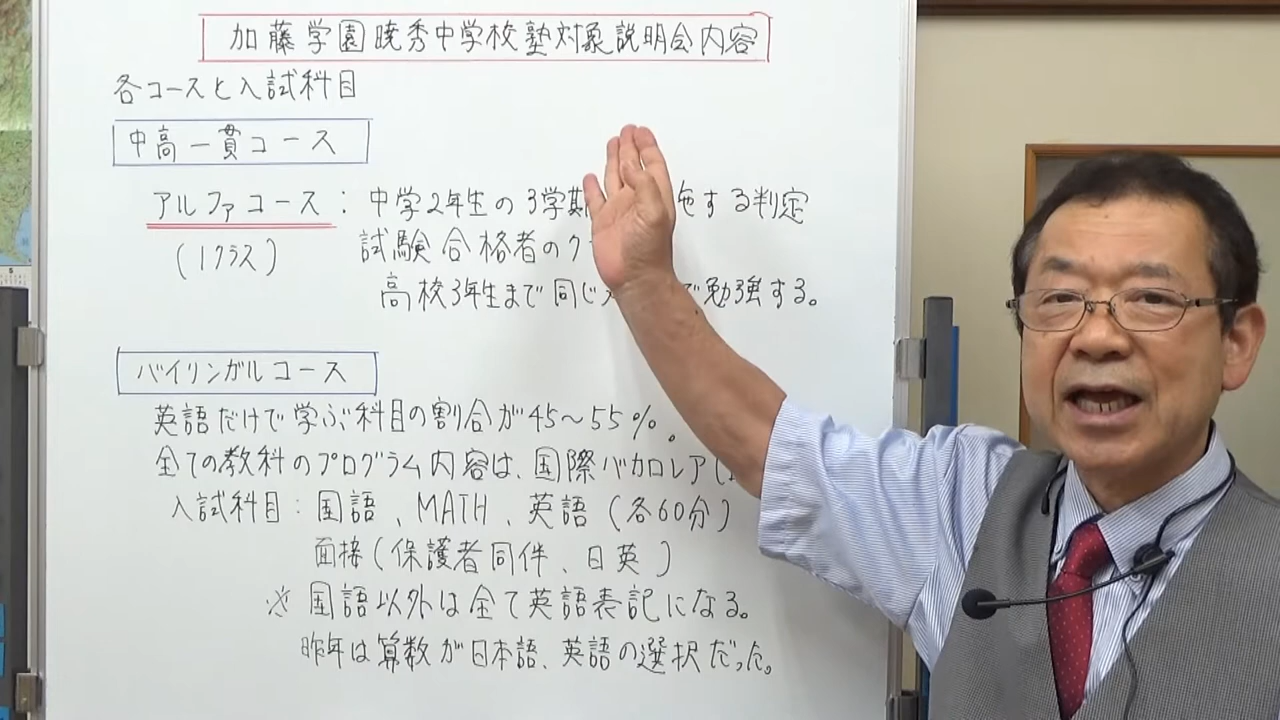 加藤学園暁秀中学校塾対象説明会内容
各コースと入試科目
中高一貫コース
アルファコース：中学2年生の3学期 する判定
(1クラス) 試験合格者のク
高校3年生まで同じ で勉強する。
バイリンガルコース
英語だけで学ぶ科目の割合が45～55％。
全ての教科のプログラム内容は、国際バカロレア(
入試科目：国語、MATH、英語(各60分)
面接(保護者同伴、日英)
※国語以外は全て英語表記になる。
昨年は算数が日本語、英語の選択だった。